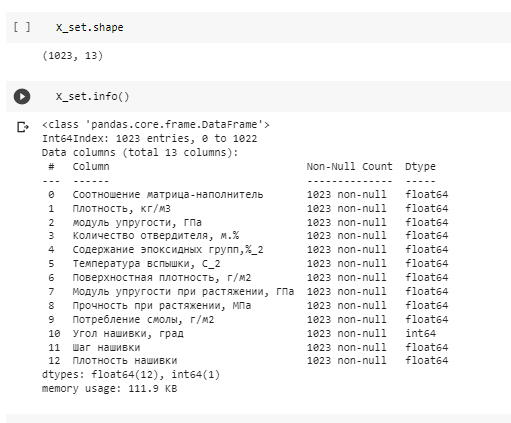 [ ] X_set.shape
(1023, 13)
X_set.info()
<class 'pandas.core.frame.DataFrame'>
Int64Index: 1023 entries, 0 to 1022
Data columns (total 13 columns):
 #   Column                                Non-Null Count  Dtype
---  ------                                --------------  -----
 0   Соотношение матрица-наполнитель       1023 non-null   float64
 1   Плотность, кг/м3                      1023 non-null   float64
 2   модуль упругости, ГПа                 1023 non-null   float64
 3   Количество отвердителя, м.%           1023 non-null   float64
 4   Содержание эпоксидных групп,%_2       1023 non-null   float64
 5   Температура вспышки, С_2              1023 non-null   float64
 6   Поверхностная плотность, г/м2         1023 non-null   float64
 7   Модуль упругости при растяжении, ГПа  1023 non-null   float64
 8   Прочность при растяжении, МПа         1023 non-null   float64
 9   Потребление смолы, г/м2               1023 non-null   float64
 10  Угол нашивки, град                    1023 non-null   int64
 11  Шаг нашивки                           1023 non-null   float64
 12  Плотность нашивки                     1023 non-null   float64
dtypes: float64(12), int64(1)
memory usage: 111.9 KB